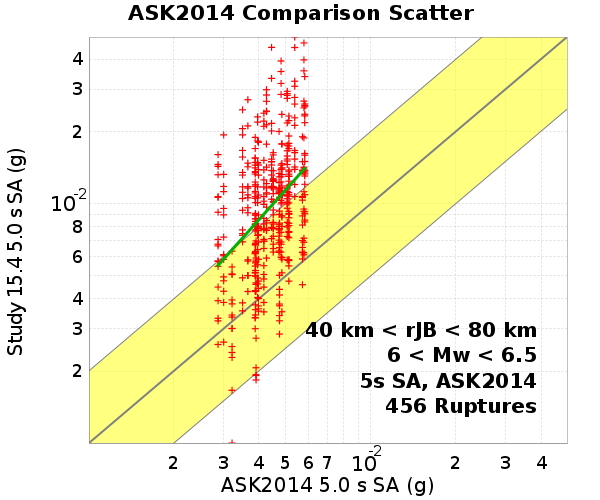 ASK2014 Comparison Scatter
Study 15.4 5.0 s SA (g)
4
3
2
10-2
8
6
4
3
2
40 km < rJB < 80 km
6 < Mw < 6.5
5s SA, ASK2014
456 Ruptures
2 3 4 5 6 7 10-2 2 3 4
ASK2014 5.0 s SA (g)